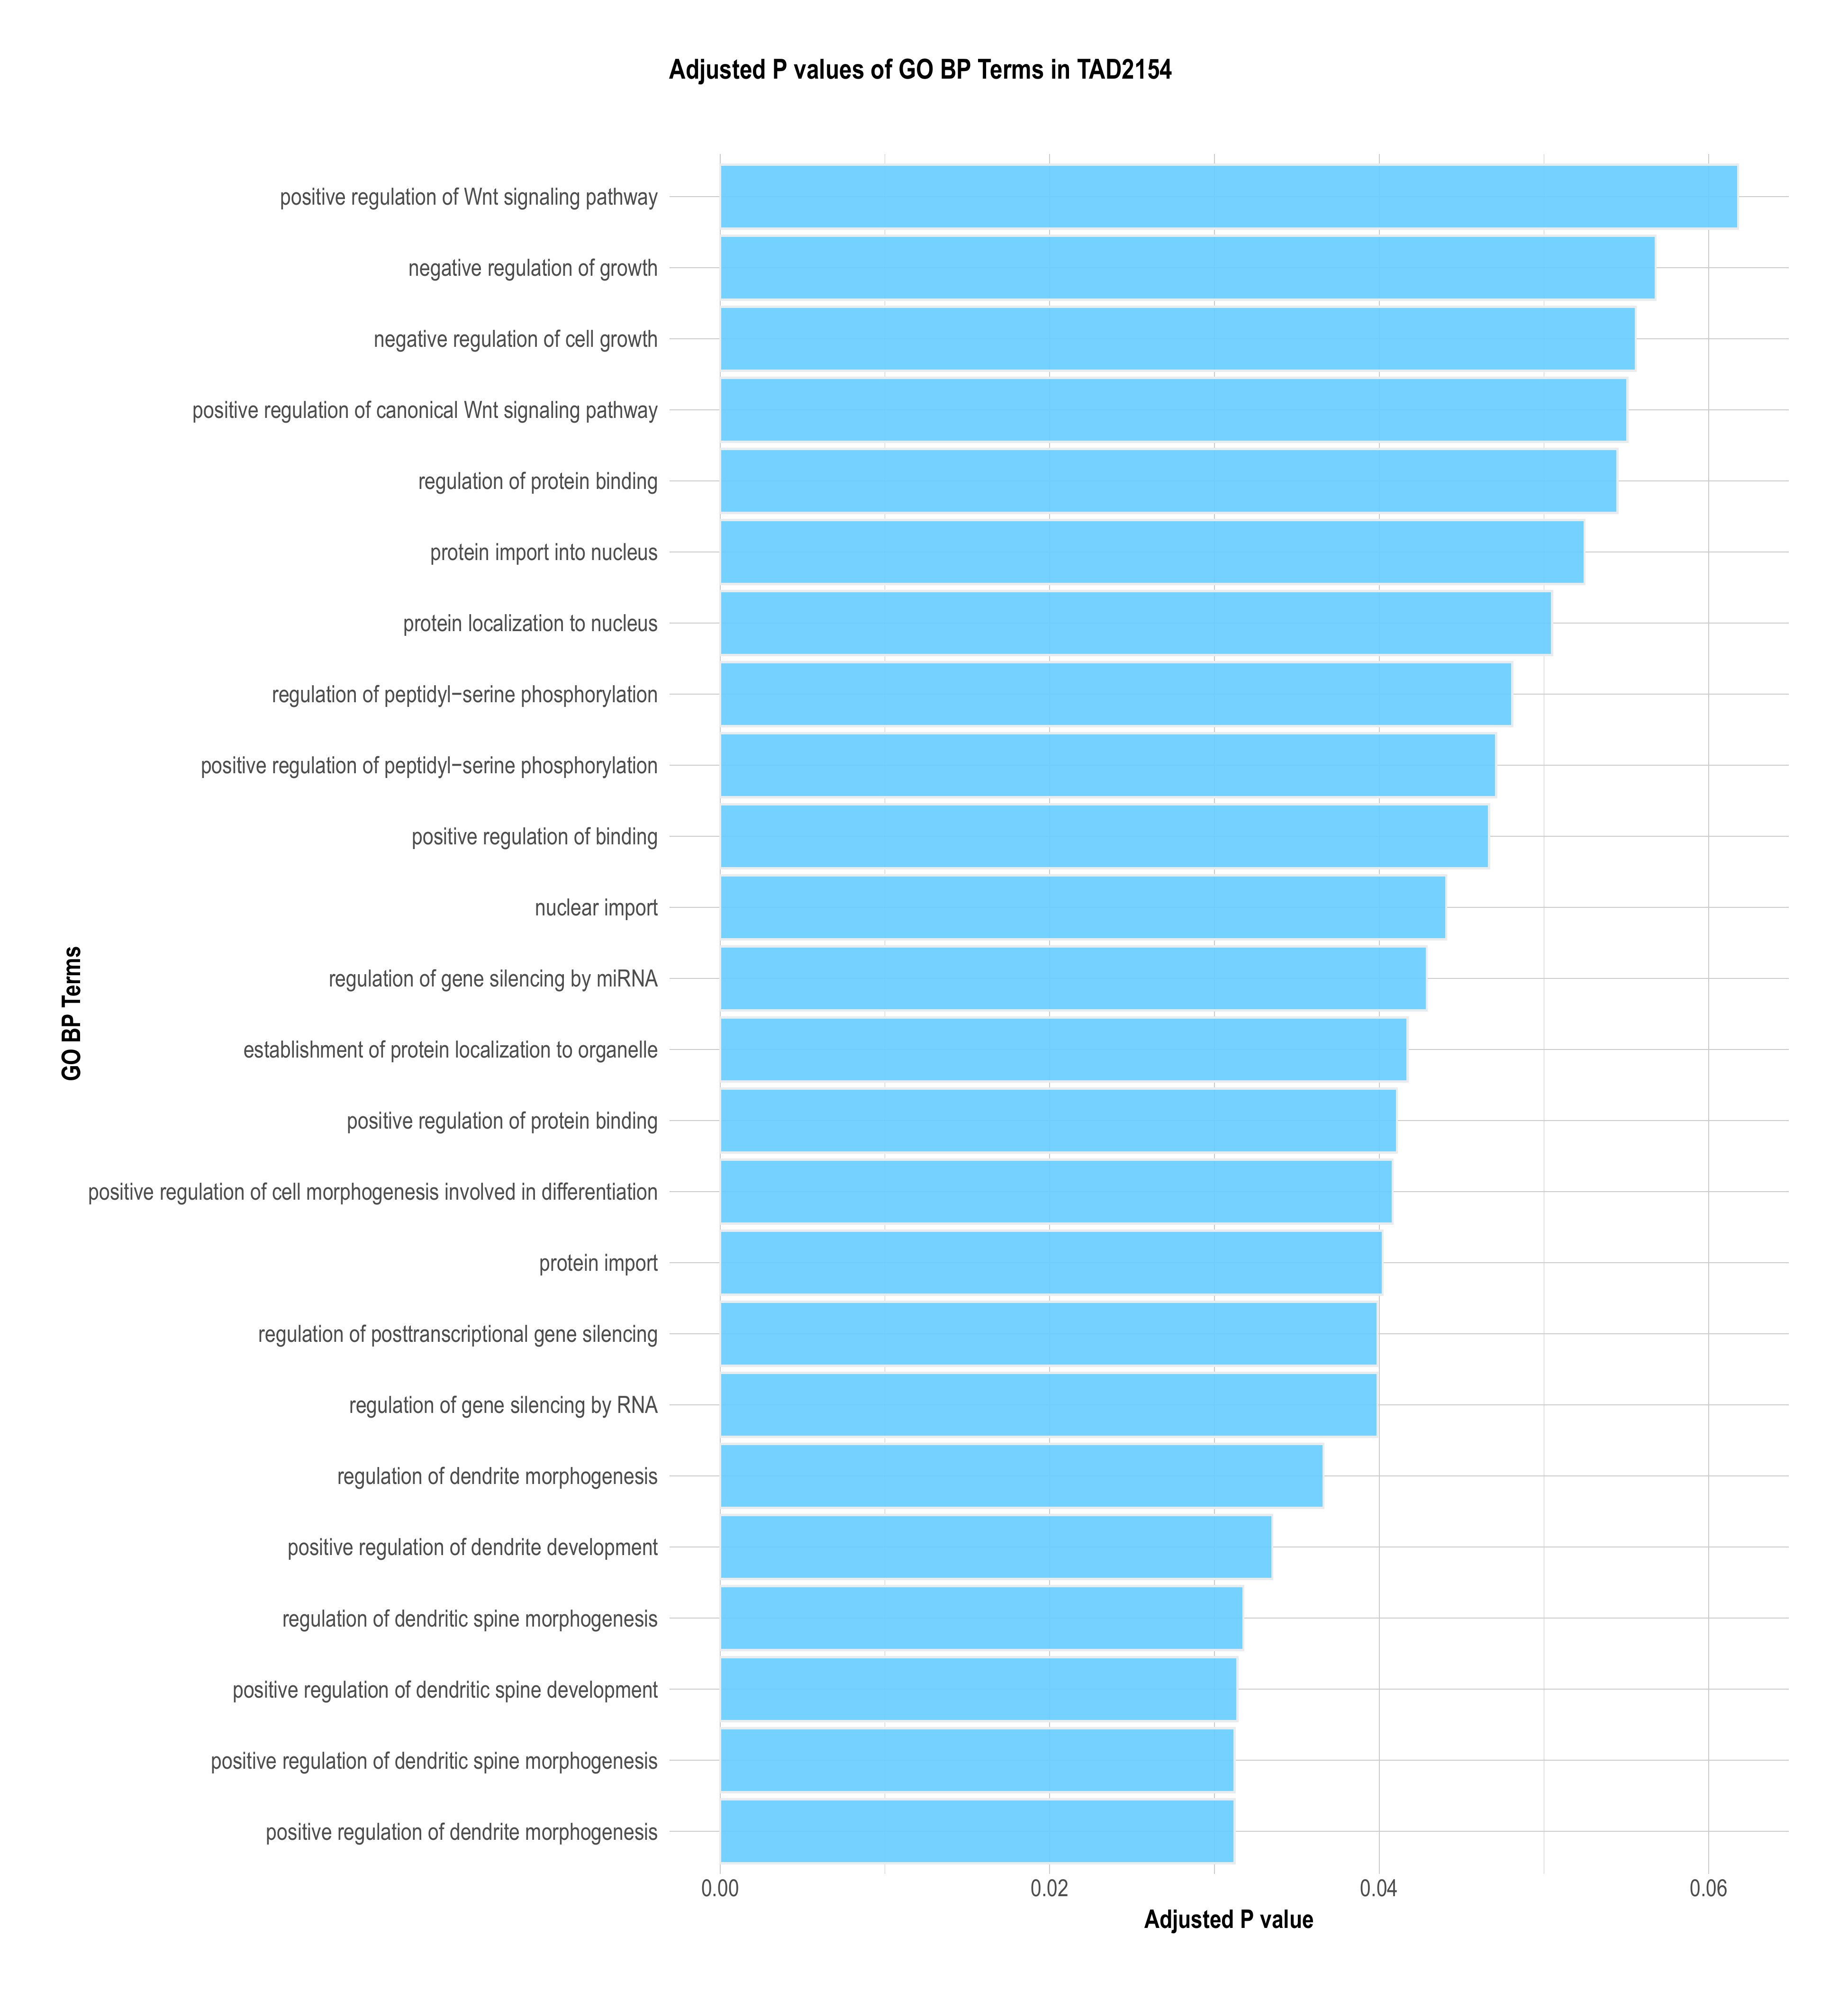 Adjusted P values of GO BP Terms in TAD2154
GO BP Terms
positive regulation of Wnt signaling pathway
negative regulation of growth
negative regulation of cell growth
positive regulation of canonical Wnt signaling pathway
regulation of protein binding
protein import into nucleus
protein localization to nucleus
regulation of peptidyl−serine phosphorylation
positive regulation of peptidyl−serine phosphorylation
positive regulation of binding
nuclear import
regulation of gene silencing by miRNA
establishment of protein localization to organelle
positive regulation of protein binding
positive regulation of cell morphogenesis involved in differentiation
protein import
regulation of posttranscriptional gene silencing
regulation of gene silencing by RNA
regulation of dendrite morphogenesis
positive regulation of dendrite development
regulation of dendritic spine morphogenesis
positive regulation of dendritic spine development
positive regulation of dendritic spine morphogenesis
positive regulation of dendrite morphogenesis
0.00 0.02 0.04 0.06
Adjusted P value